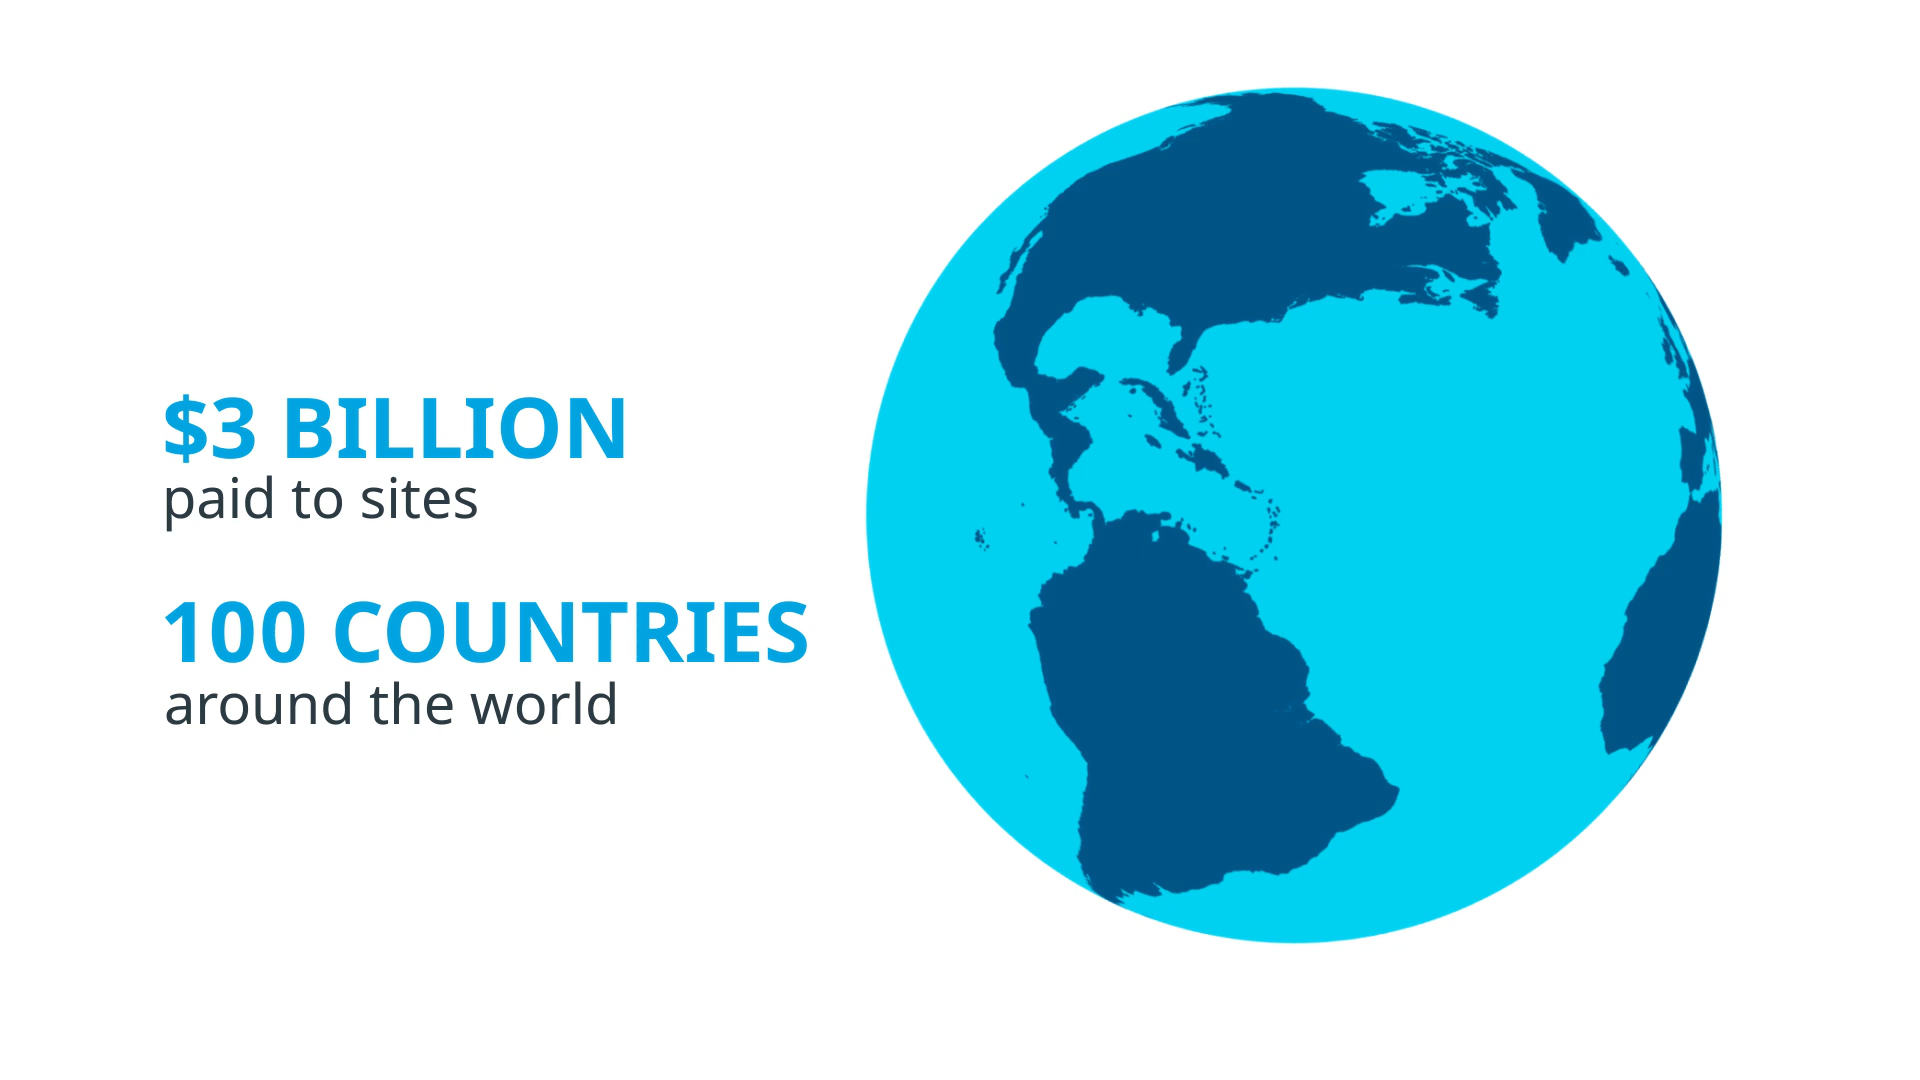 $3 BILLION
paid to sites
100 COUNTRIES
around the world